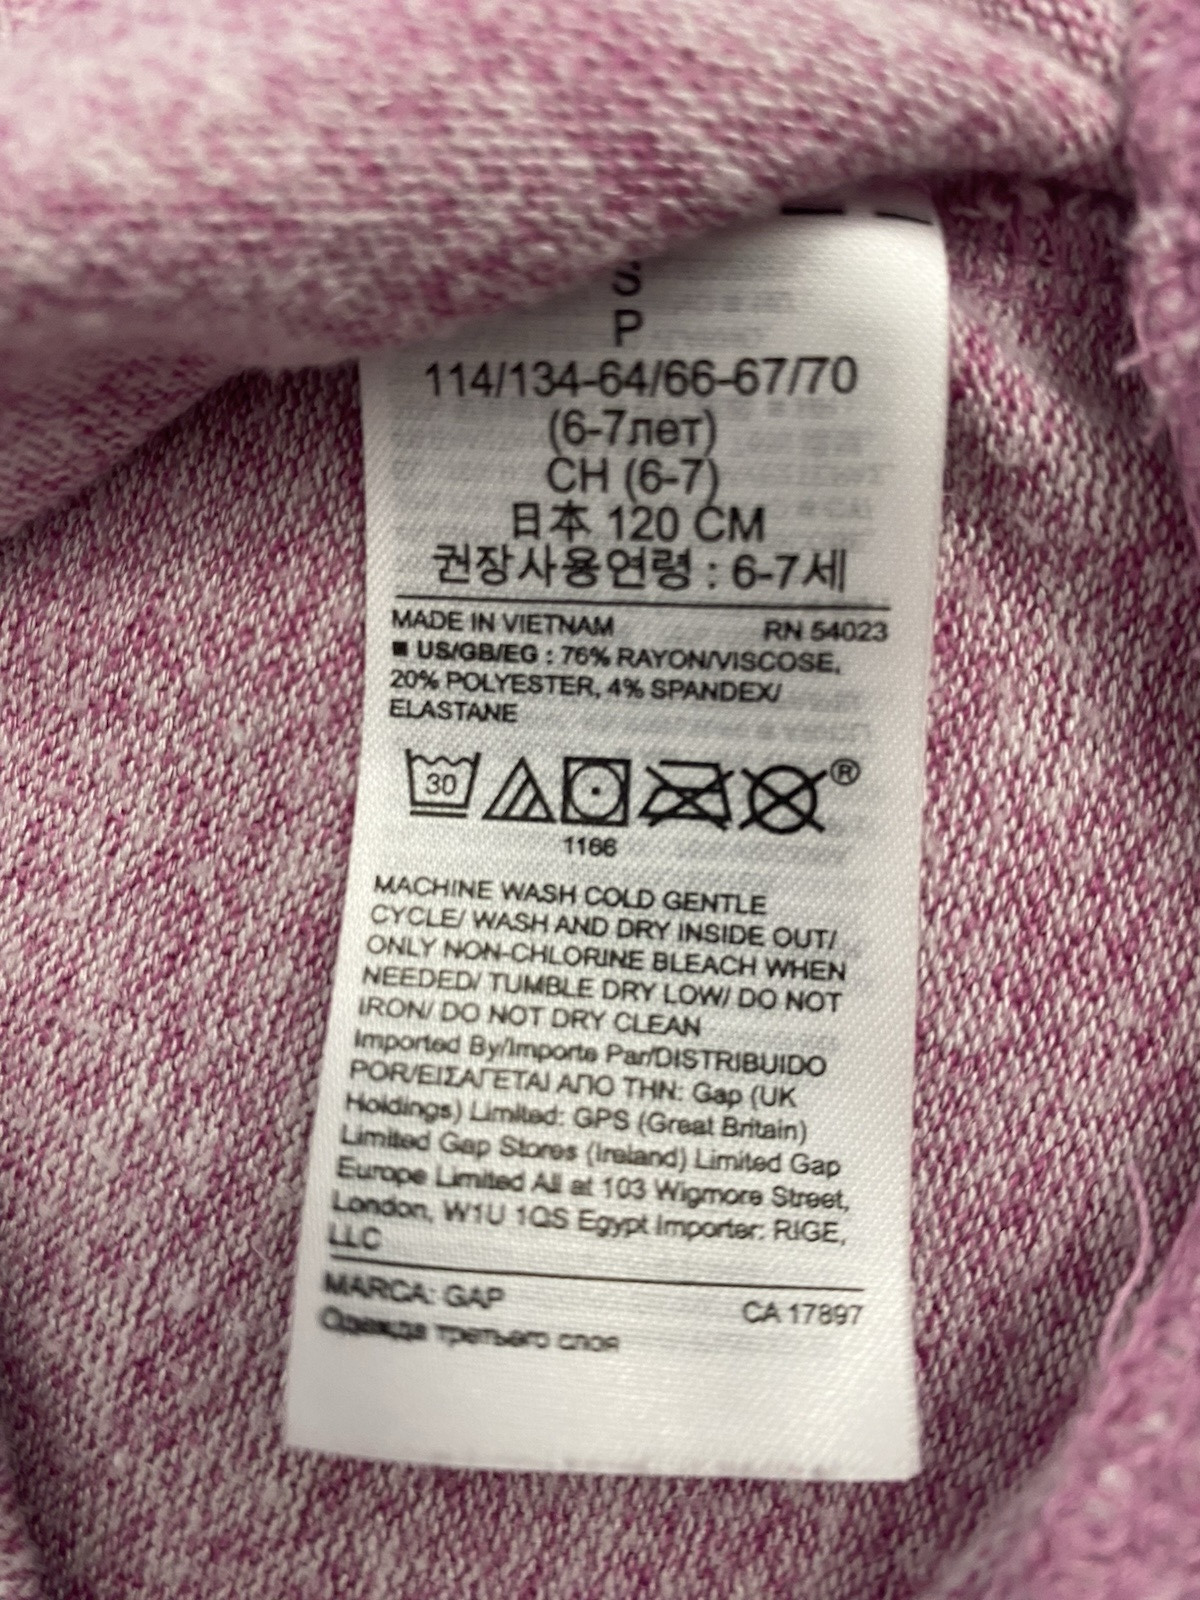 S
P
114/134-64/66-67/70
(6-7лет)
CH (6-7)
日本 120 CM
권장사용연령 : 6-7세
MADE IN VIETNAM RN 54023
■ US/GB/EG : 76% RAYON/VISCOSE,
20% POLYESTER, 4% SPANDEX/
ELASTANE
30 ®
1166
MACHINE WASH COLD GENTLE
CYCLE/ WASH AND DRY INSIDE OUT/
ONLY NON-CHLORINE BLEACH WHEN
NEEDED/ TUMBLE DRY LOW/ DO NOT
IRON/ DO NOT DRY CLEAN
Imported By/Importe Par/DISTRIBUIDO
POR/ΕΙΣΑΓΕΤΑΙ ΑΠΟ ΤΗΝ: Gap (UK
Holdings) Limited: GPS (Great Britain)
Limited Gap Stores (Ireland) Limited Gap
Europe Limited All at 103 Wigmore Street,
London, W1U 1QS Egypt Importer: RIGE,
LLC
MARCA: GAP CA 17897
Одежда третьего слоя